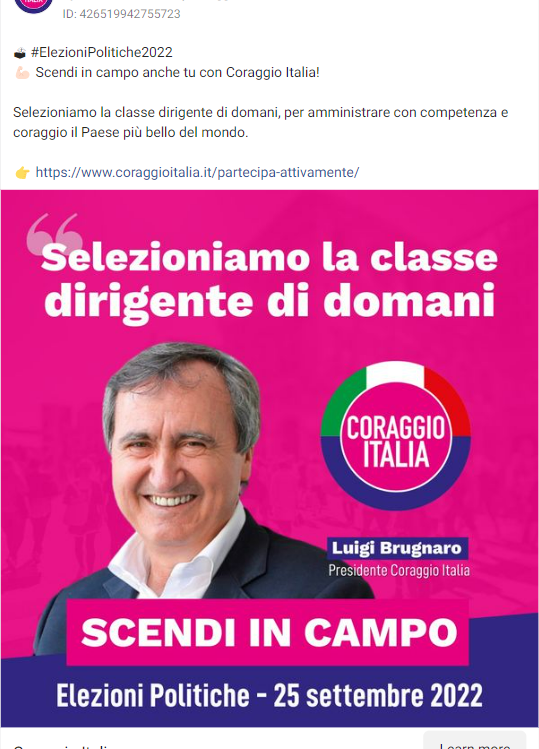 ID: 426519942755723
#ElezioniPolitiche2022
Scendi in campo anche tu con Coraggio Italia!
Selezioniamo la classe dirigente di domani, per amministrare con competenza e
coraggio il Paese più bello del mondo.
https://www.coraggioitalia.it/partecipa-attivamente/
Selezioniamo la classe
dirigente di domani
CORAGGIO
ITALIA
Luigi Brugnaro
Presidente Coraggio Italia
SCENDI IN CAMPO
Elezioni Politiche - 25 settembre 2022
Learn more